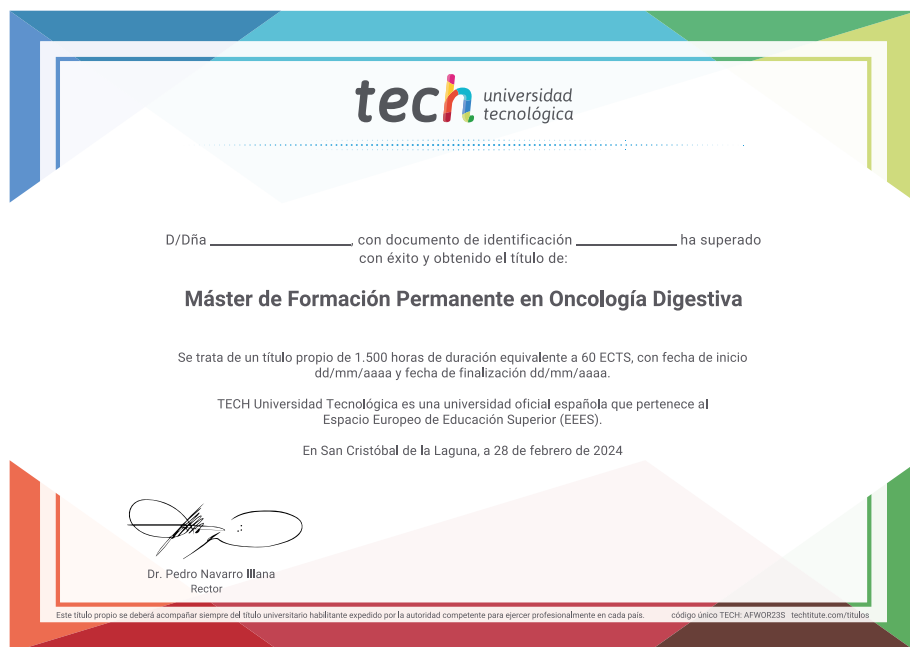 tech universidad
tecnológica
D/Dña ______________, con documento de identificación __________ ha superado
con éxito y obtenido el título de:
Máster de Formación Permanente en Oncología Digestiva
Se trata de un título propio de 1.500 horas de duración equivalente a 60 ECTS, con fecha de inicio
dd/mm/aaaa y fecha de finalización dd/mm/aaaa.
TECH Universidad Tecnológica es una universidad oficial española que pertenece al
Espacio Europeo de Educación Superior (EEES).
En San Cristóbal de la Laguna, a 28 de febrero de 2024
Dr. Pedro Navarro Illana
Rector
Este título propio se deberá acompañar siempre del título universitario habilitante expedido por la autoridad competente para ejercer profesionalmente en cada país. código único TECH: AFWOR23S techtitute.com/titulos